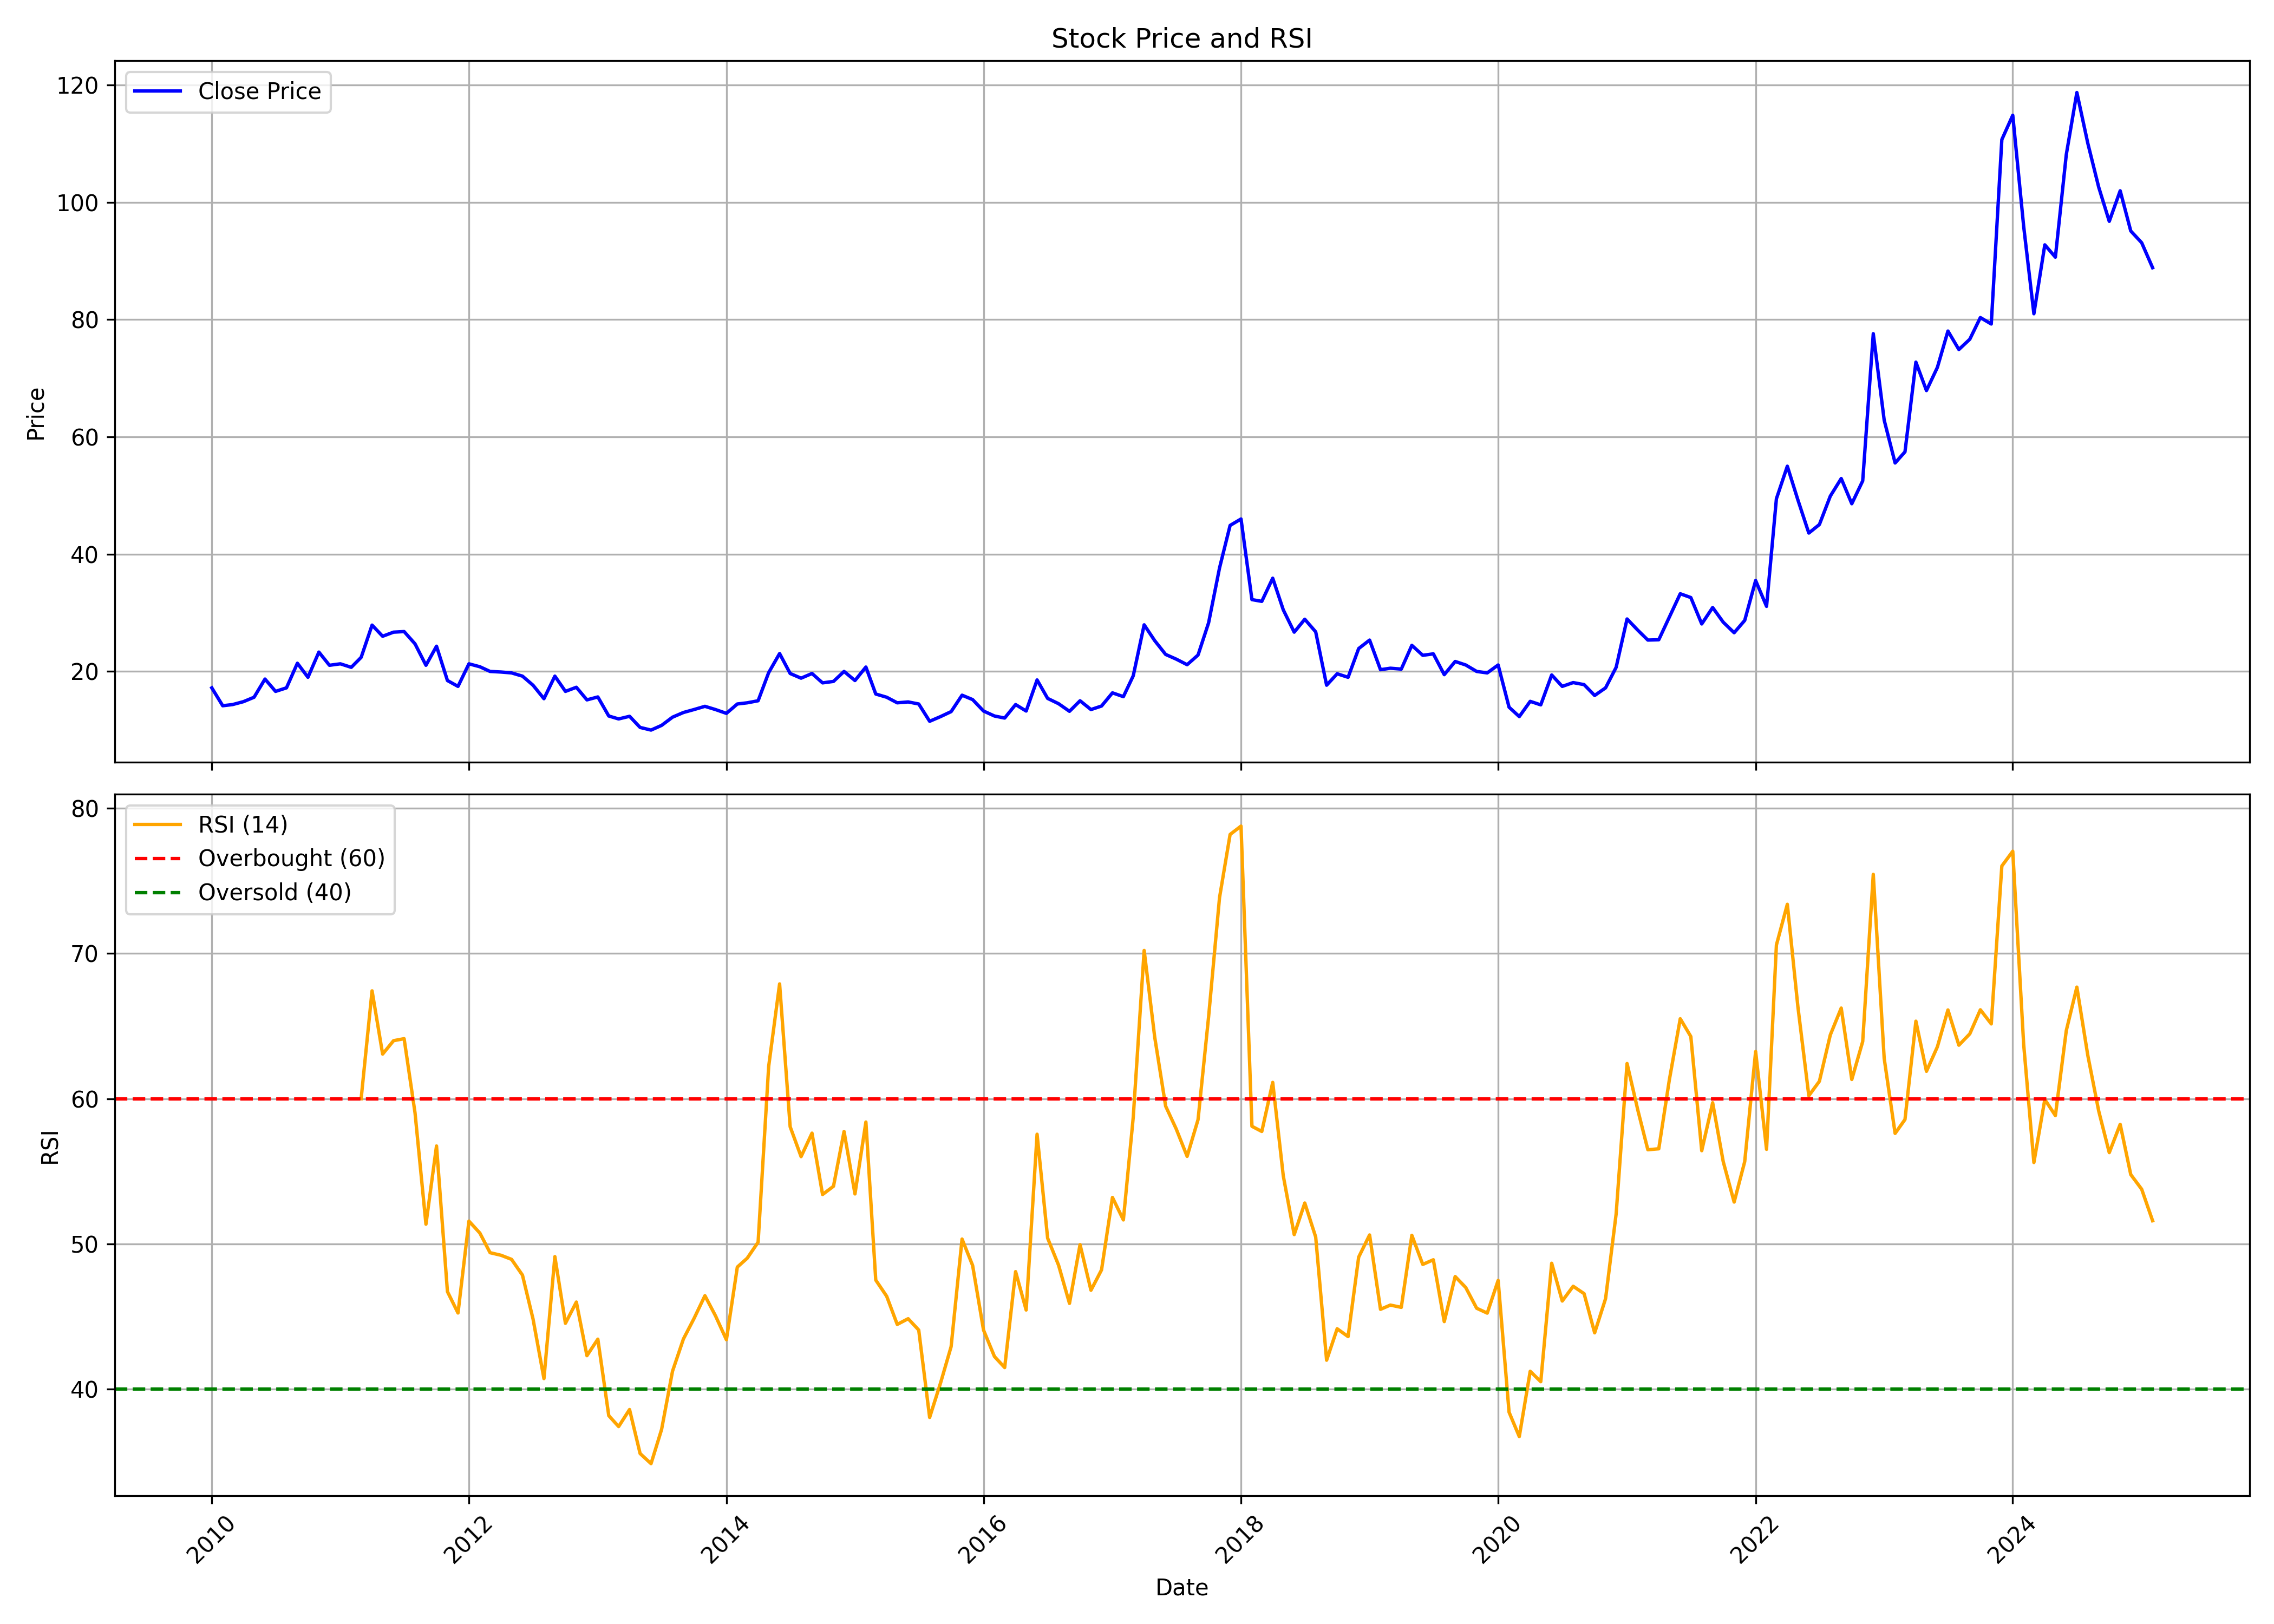 Stock Price and RSI
Close Price
120
100
80
60
40
20
Price
RSI (14)
Overbought (60)
Oversold (40)
80
70
60
50
40
RSI
2010
2012
2014
2016
2018
2020
2022
2024
Date